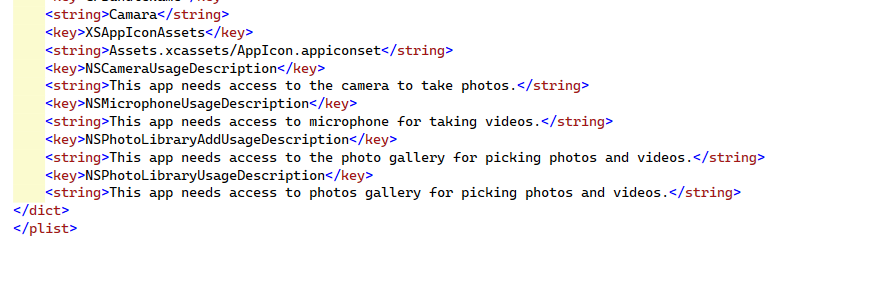 <string>Camara</string>
<key>XSAppIconAssets</key>
<string>Assets.xcassets/AppIcon.appiconset</string>
<key>NSCameraUsageDescription</key>
<string>This app needs access to the camera to take photos.</string>
<key>NSMicrophoneUsageDescription</key>
<string>This app needs access to microphone for taking videos.</string>
<key>NSPhotoLibraryAddUsageDescription</key>
<string>This app needs access to the photo gallery for picking photos and videos.</string>
<key>NSPhotoLibraryUsageDescription</key>
<string>This app needs access to photos gallery for picking photos and videos.</string>
</dict>
</plist>